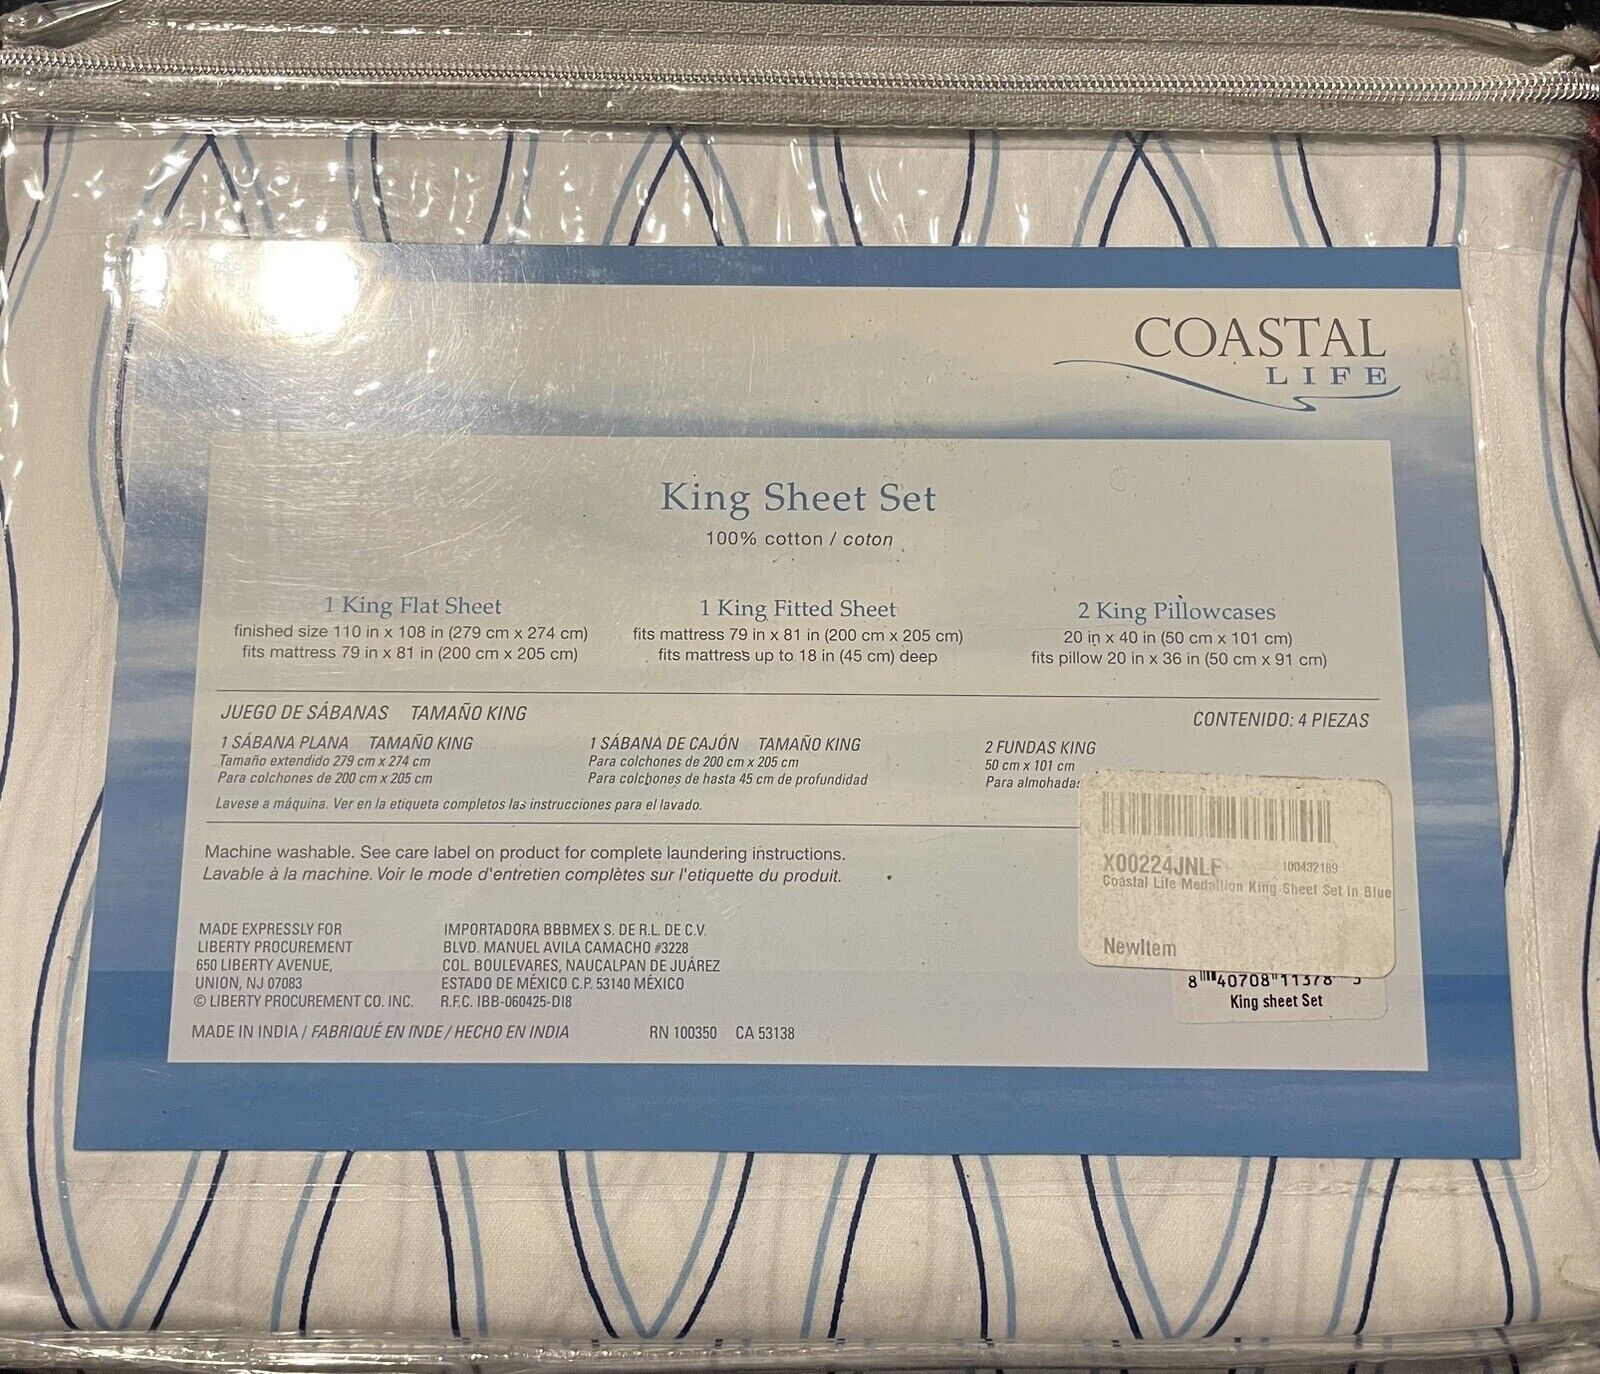 COASTAL
LIFE
King Sheet Set
100% cotton / coton
1 King Flat Sheet
finished size 110 in x 108 in (279 cm x 274 cm)
fits mattress 79 in x 81 in (200 cm x 205 cm)
1 King Fitted Sheet
fits mattress 79 in x 81 in (200 cm x 205 cm)
fits mattress up to 18 in (45 cm) deep
2 King Pillowcases
20 in x 40 in (50 cm x 101 cm)
fits pillow 20 in x 36 in (50 cm x 91 cm)
JUEGO DE SÁBANAS TAMAÑO KING
CONTENIDO: 4 PIEZAS
1 SÁBANA PLANA TAMAÑO KING
Tamaño extendido 279 cm x 274 cm
Para colchones de 200 cm x 205 cm
1 SÁBANA DE CAJÓN TAMAÑO KING
Para colchones de 200 cm x 205 cm
Para colchones de hasta 45 cm de profundidad
2 FUNDAS KING
50 cm x 101 cm
Para almohadas
Lavese a máquina. Ver en la etiqueta completos las instrucciones para el lavado.
Machine washable. See care label on product for complete laundering instructions.
Lavable à la machine. Voir le mode d'entretien complètes sur l'etiquette du produit.
MADE EXPRESSLY FOR
LIBERTY PROCUREMENT
650 LIBERTY AVENUE,
UNION, NJ 07083
© LIBERTY PROCUREMENT CO. INC.
IMPORTADORA BBBMEX S. DE R.L. DE C.V.
BLVD. MANUEL AVILA CAMACHO #3228
COL. BOULEVARES, NAUCALPAN DE JUÁREZ
ESTADO DE MÉXICO C.P. 53140 MÉXICO
R.F.C. IBB-060425-DI8
MADE IN INDIA / FABRIQUÉ EN INDE / HECHO EN INDIA
RN 100350 CA 53138
X00224JNLF 100432189
Coastal Life Medallion King Sheet Set in Blue
NewItem
8 40708 11378
King sheet Set